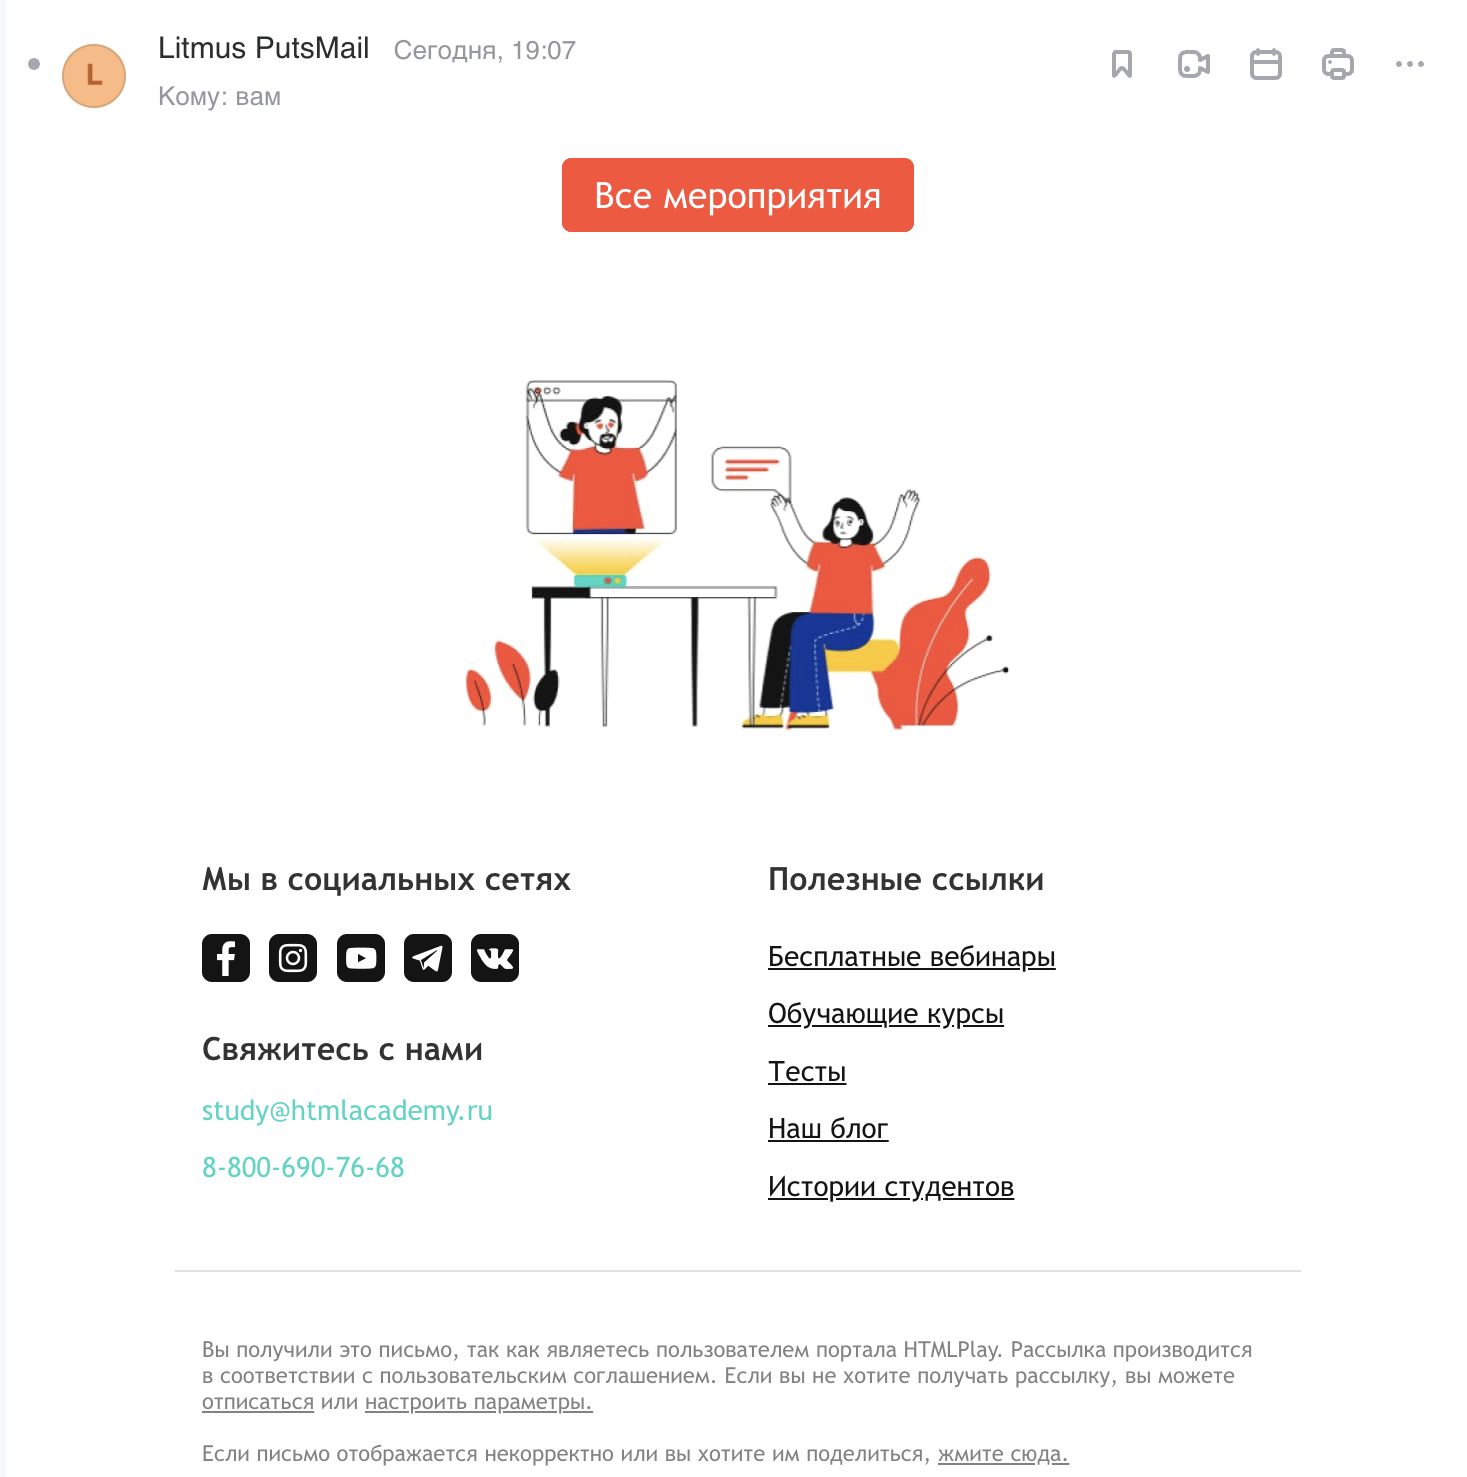 Litmus PutsMail Сегодня, 19:07
L
Кому: вам
Все мероприятия
Мы в социальных сетях
Свяжитесь с нами
study@htmlacademy.ru
8-800-690-76-68
Полезные ссылки
Бесплатные вебинары
Обучающие курсы
Тесты
Наш блог
Истории студентов
Вы получили это письмо, так как являетесь пользователем портала HTMLPlay. Рассылка производится
в соответствии с пользовательским соглашением. Если вы не хотите получать рассылку, вы можете
отписаться или настроить параметры.
Если письмо отображается некорректно или вы хотите им поделиться, жмите сюда.